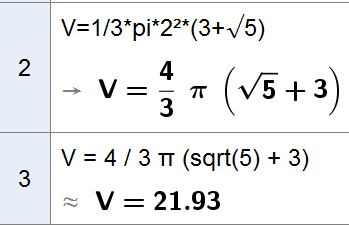 V=1/3*pi*2²*(3+√5)
2
→ V = 4/3 π (√5 + 3)
V = 4 / 3 π (sqrt(5) + 3)
3
≈ V = 21.93